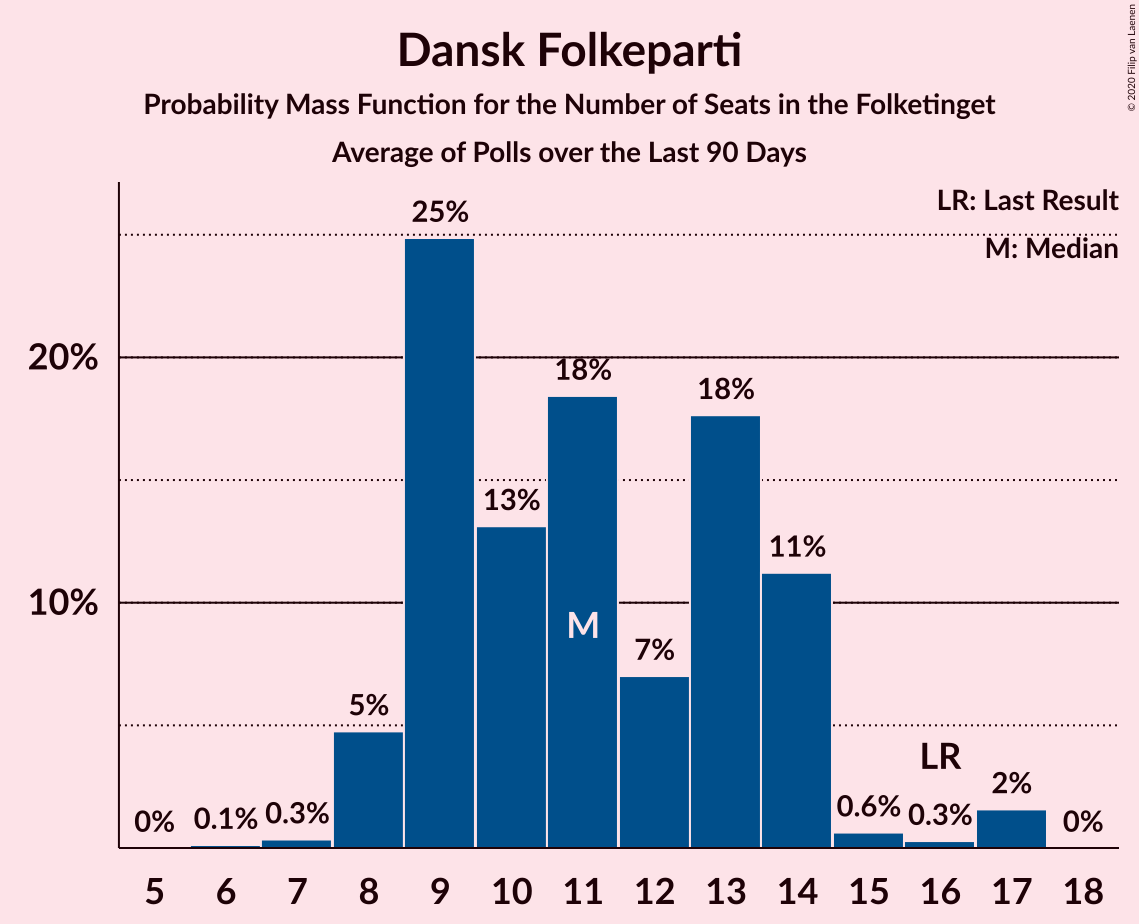 Dansk Folkeparti
Probability Mass Function for the Number of Seats in the Folketinget
Average of Polls over the Last 90 Days
© 2020 Filip van Laenen
LR: Last Result
M: Median
20%
10%
0%
0.1%
0.3%
5%
25%
13%
18%
7%
18%
11%
0.6%
0.3%
2%
0%
M
LR
5 6 7 8 9 10 11 12 13 14 15 16 17 18